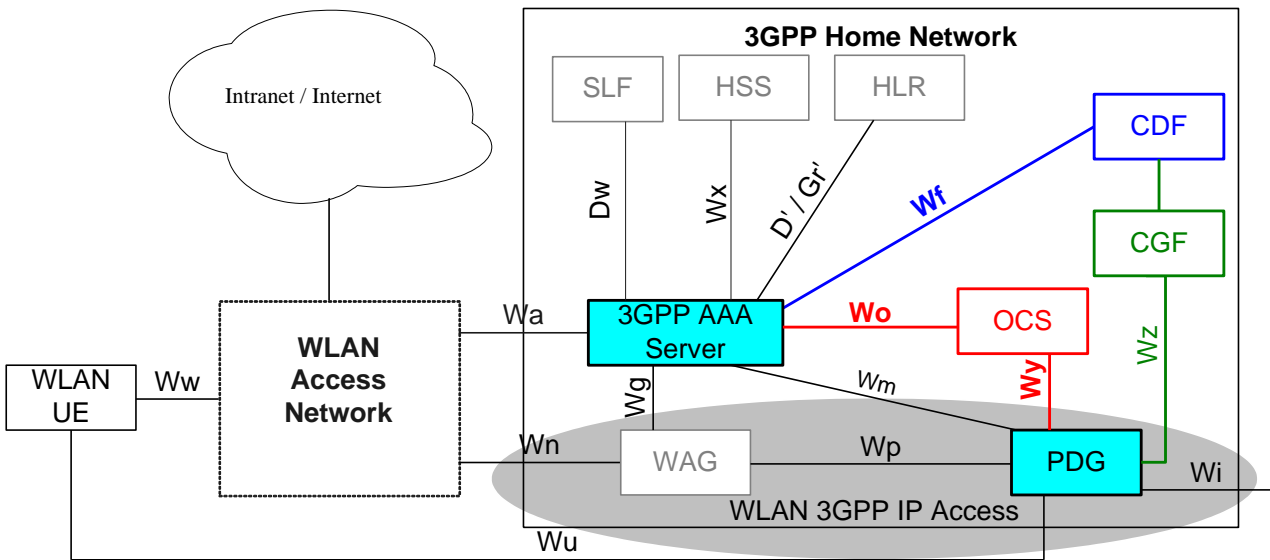 3GPP Home Network
Intranet / Internet
SLF
HSS
HLR
CDF
Dw
Wx
D' / Gr'
Wf
CGF
Wa
3GPP AAA
Server
Wo
OCS
Wz
WLAN
Access
Network
WLAN
UE
Ww
Wg
Wm
Wy
Wn
WAG
Wp
PDG
Wi
WLAN 3GPP IP Access
Wu